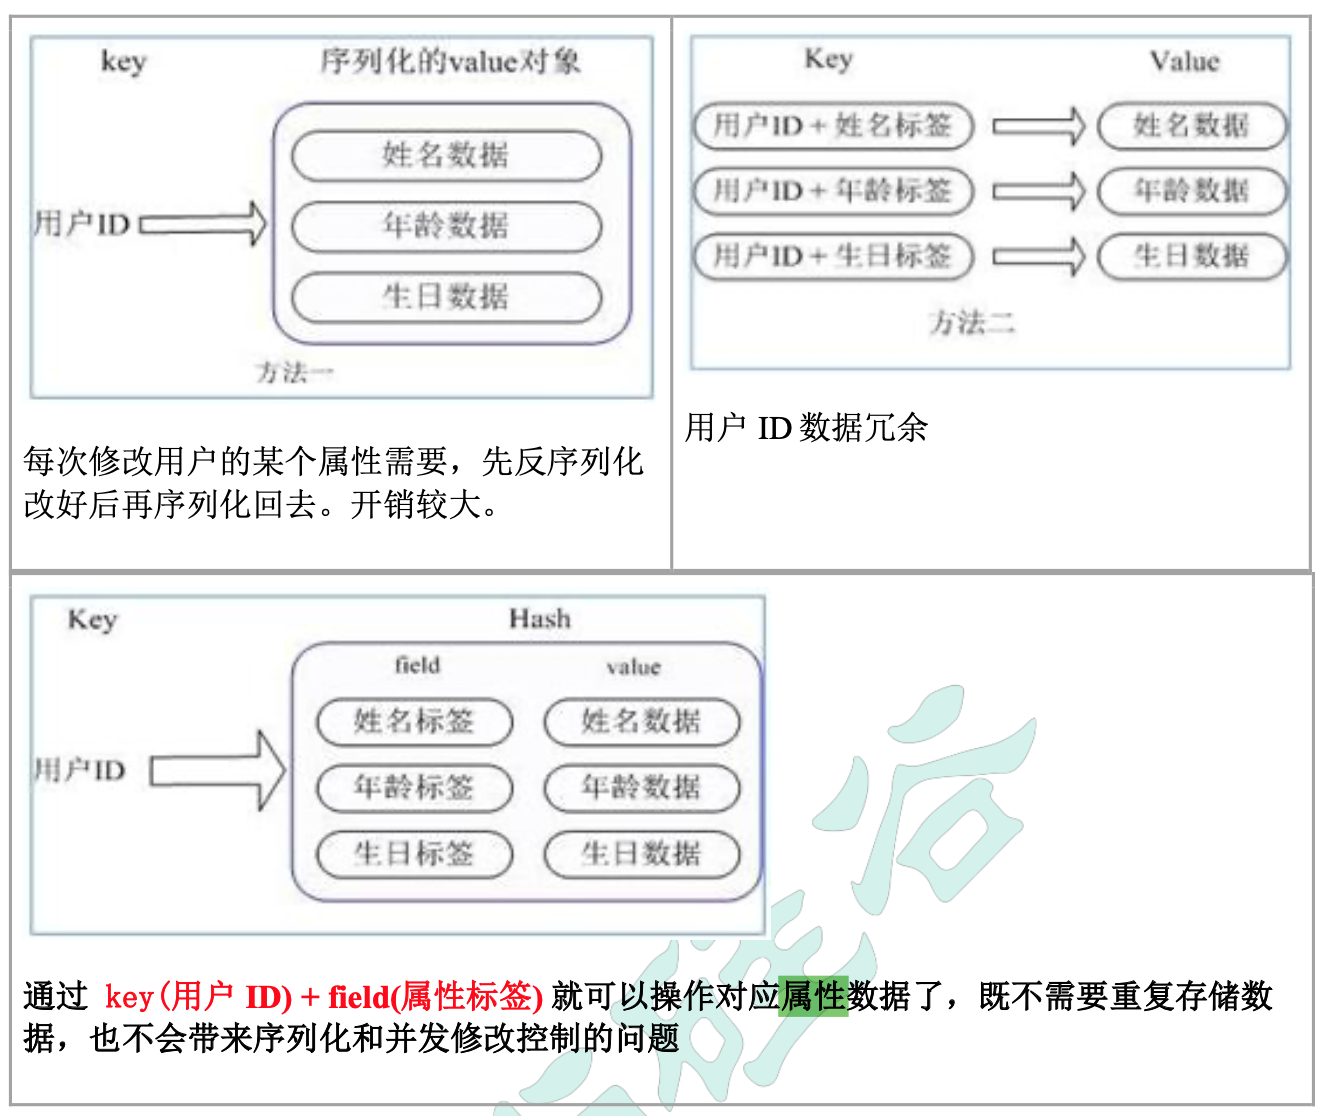 key 序列化的value对象
姓名数据
用户ID 年龄数据
生日数据
方法一
每次修改用户的某个属性需要，先反序列化
改好后再序列化回去。开销较大。
Key Value
用户ID + 姓名标签 姓名数据
用户ID + 年龄标签 年龄数据
用户ID + 生日标签 生日数据
方法二
用户 ID 数据冗余
Key Hash
field value
姓名标签 姓名数据
用户ID 年龄标签 年龄数据
生日标签 生日数据
通过 key(用户 ID) + field(属性标签) 就可以操作对应属性数据了，既不需要重复存储数
据，也不会带来序列化和并发修改控制的问题
硅谷